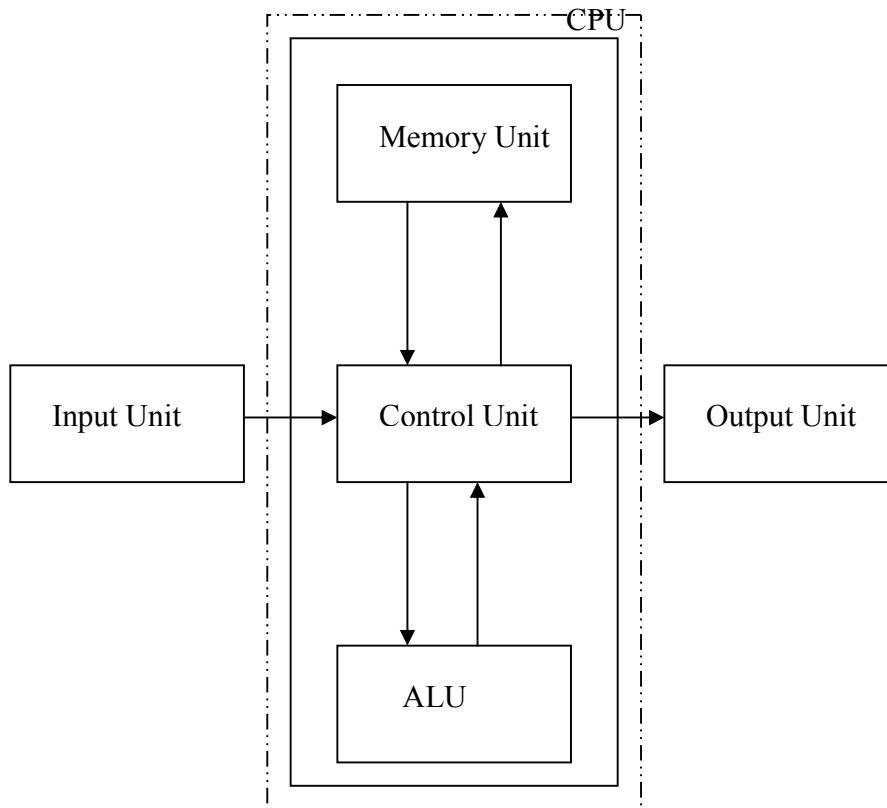 CPU
Memory Unit
Input Unit
Control Unit
Output Unit
ALU